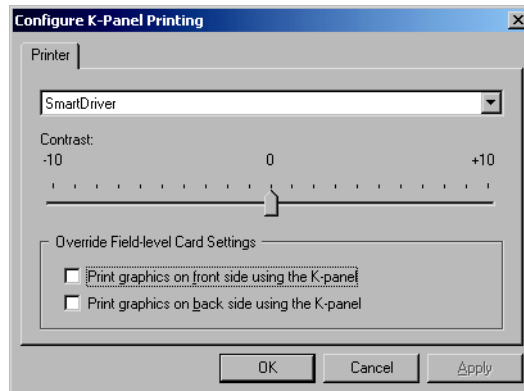 Configure K-Panel Printing
Printer
SmartDriver
Contrast:
-10 0 +10
Override Field-level Card Settings
Print graphics on front side using the K-panel
Print graphics on back side using the K-panel
OK Cancel Apply